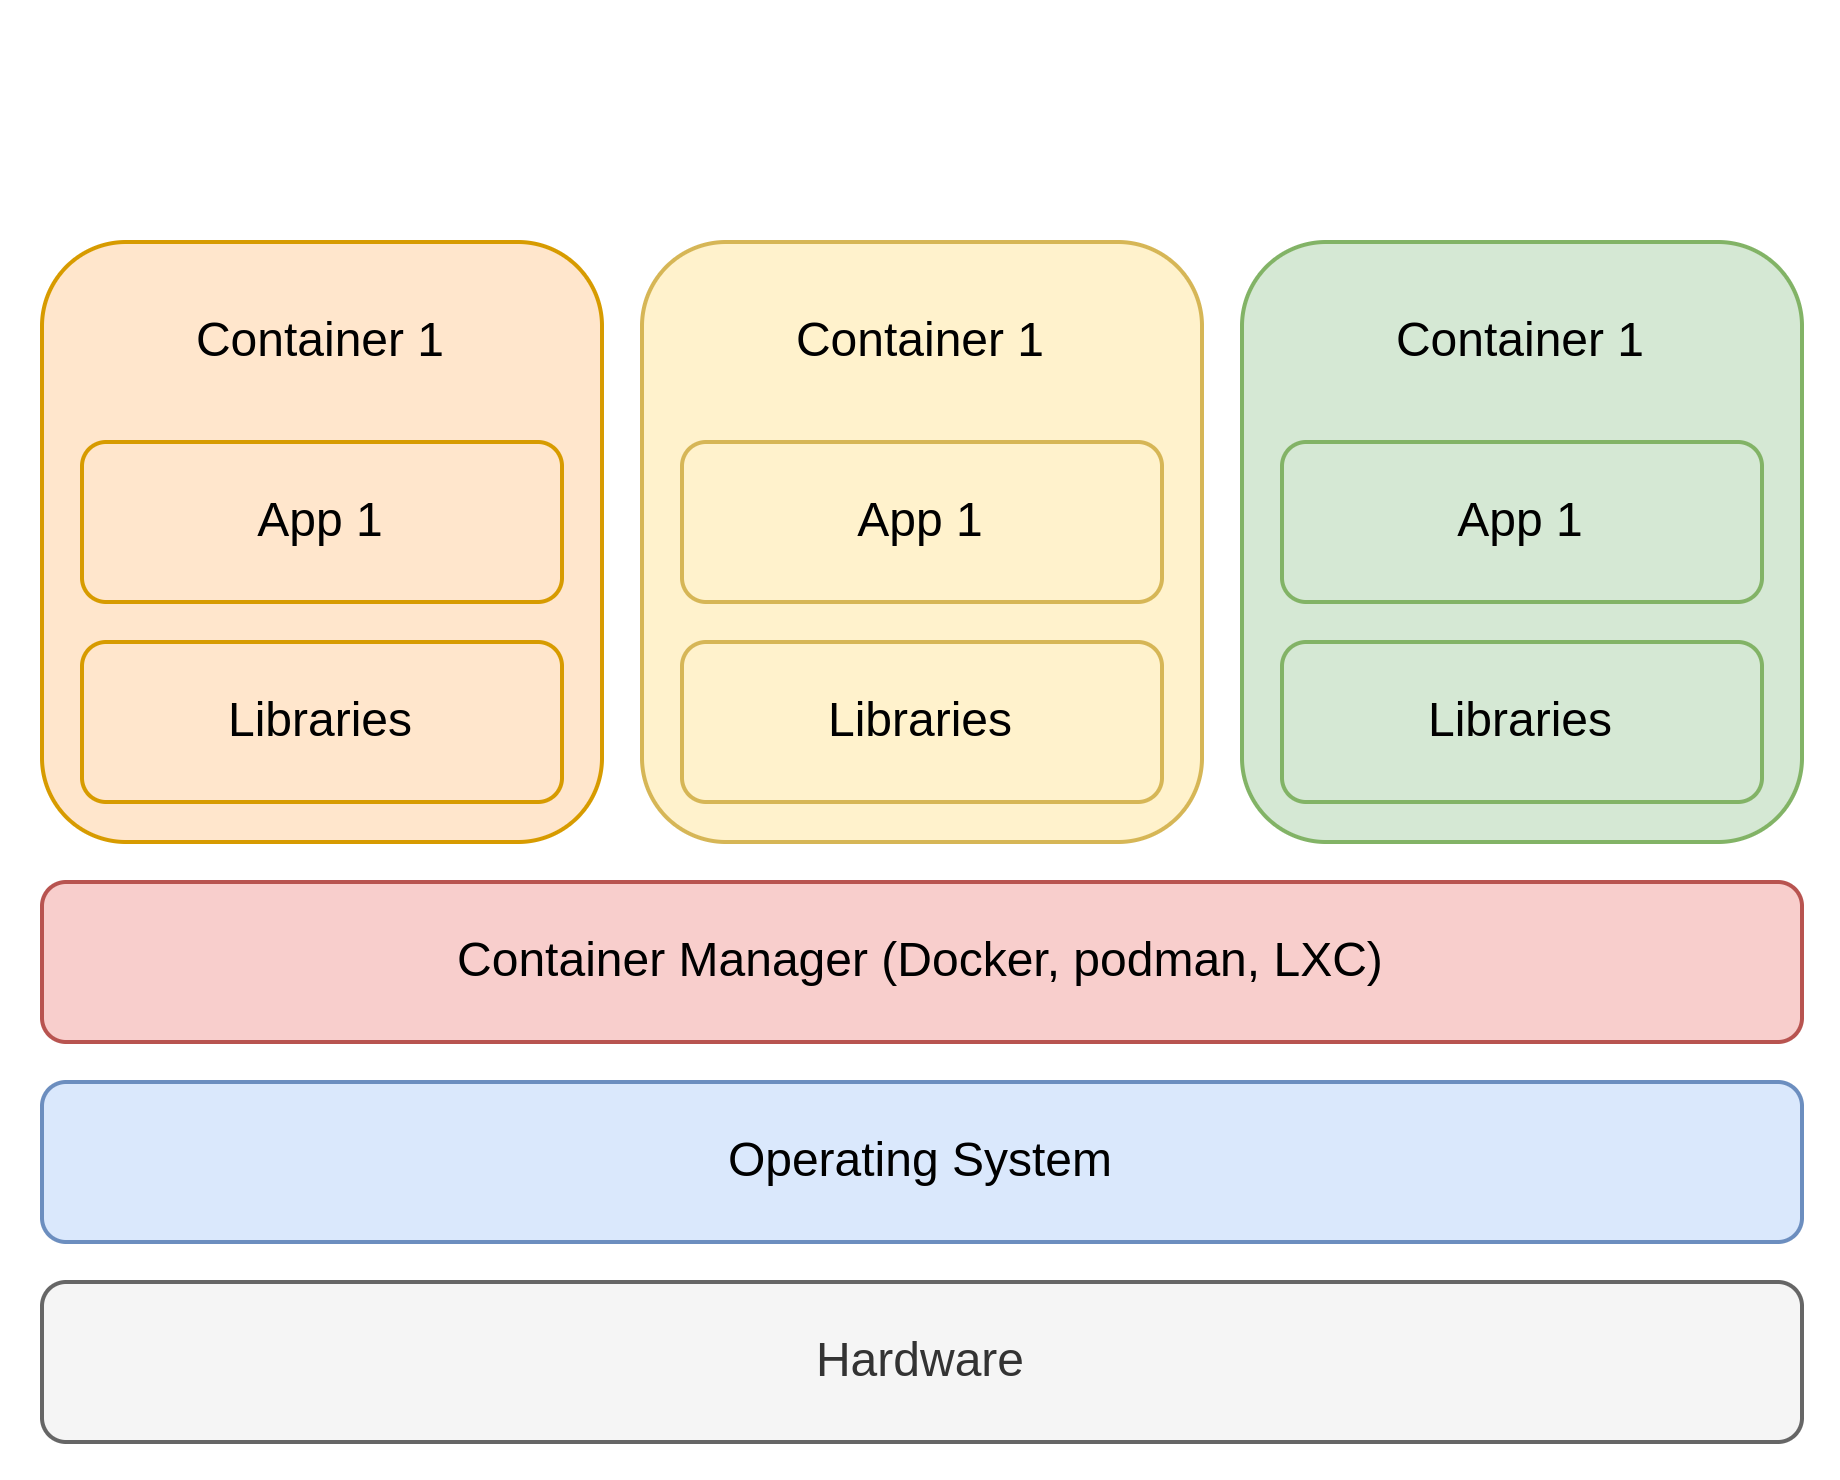 Container 1
Container 1
Container 1
App 1
App 1
App 1
Libraries
Libraries
Libraries
Container Manager (Docker, podman, LXC)
Operating System
Hardware